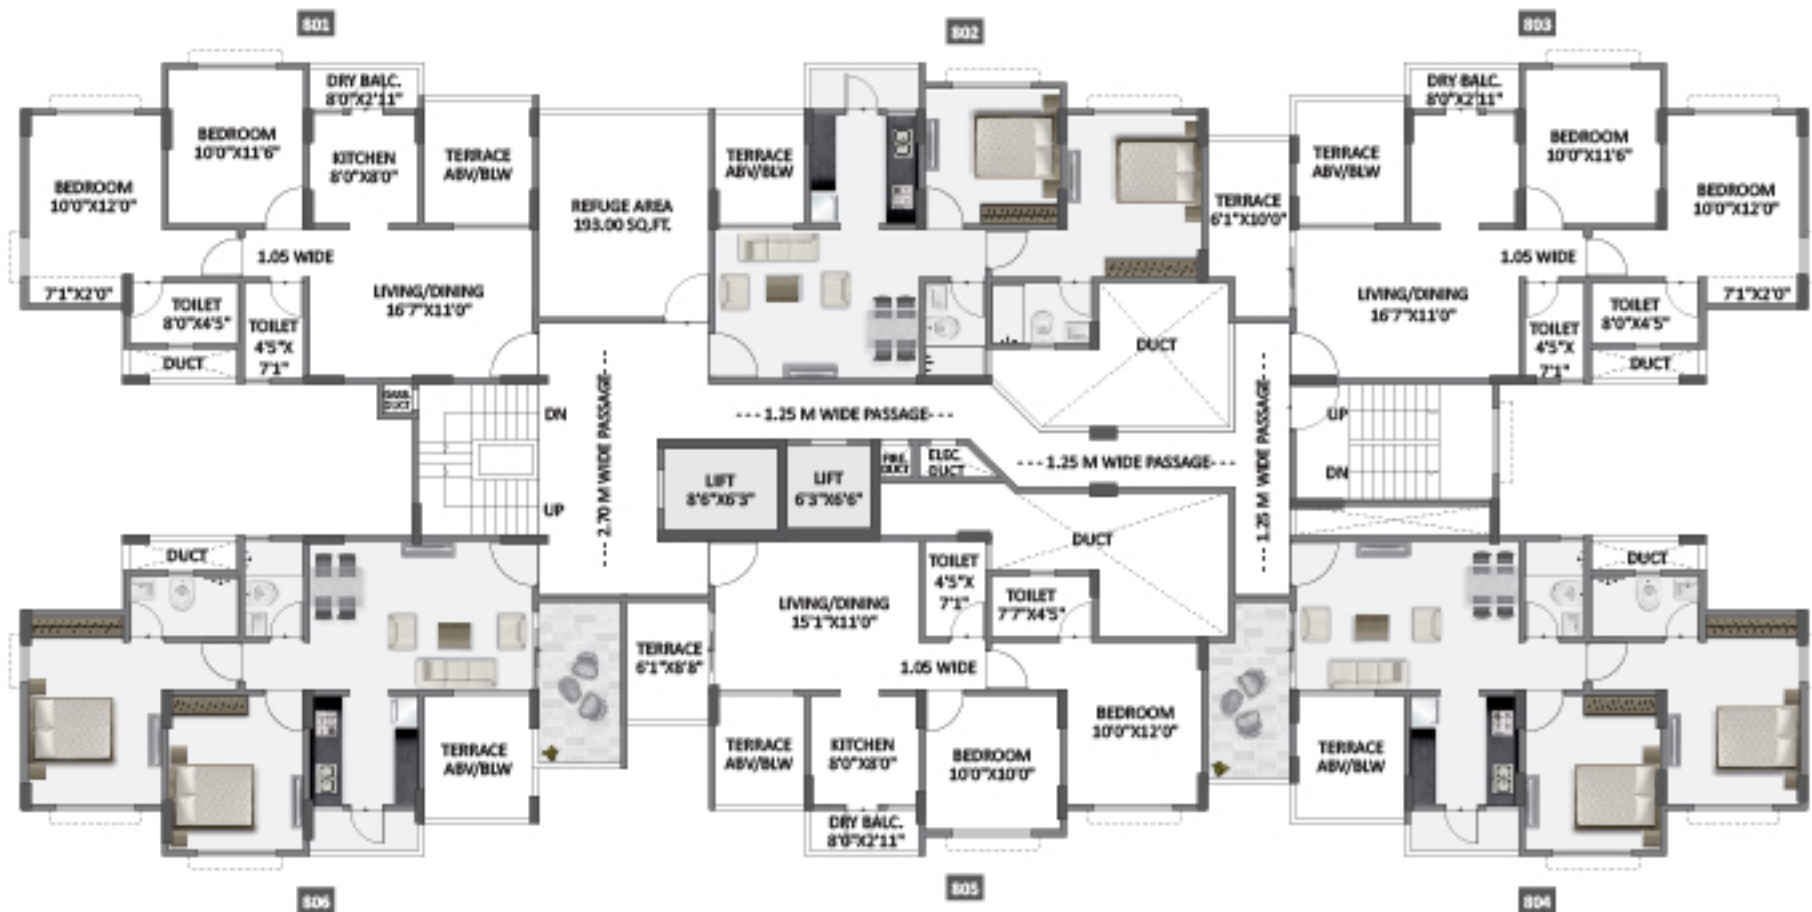 801
802
803
DRY BALC.
8'0"X2'11"
BEDROOM
10'0"X11'6"
KITCHEN
8'0"X8'0"
TERRACE
ABV/BLW
BEDROOM
10'0"X12'0"
REFUGE AREA
193.00 SQ.FT.
TERRACE
ABV/BLW
TERRACE
6'1"X10'0"
TERRACE
ABV/BLW
DRY BALC.
8'0"X2'11"
BEDROOM
10'0"X11'6"
BEDROOM
10'0"X12'0"
1.05 WIDE
7'1"X2'0"
TOILET
8'0"X4'5"
TOILET
4'5"X
7'1"
DUCT
LIVING/DINING
16'7"X11'0"
DUCT
LIVING/DINING
16'7"X11'0"
1.05 WIDE
7'1"X2'0"
TOILET
8'0"X4'5"
TOILET
4'5"X
7'1"
DUCT
DUCT
DN
UP
---2.70 M WIDE PASSAGE---
---1.25 M WIDE PASSAGE---
---1.25 M WIDE PASSAGE---
---1.25 M WIDE PASSAGE---
---1.25 M WIDE PASSAGE---
UP
DN
LIFT
8'6"X6'3"
LIFT
6'3"X6'6"
FIRE
DUCT
ELEC.
DUCT
DUCT
DUCT
DUCT
TOILET
4'5"X
7'1"
TOILET
7'7"X4'5"
LIVING/DINING
15'1"X11'0"
TERRACE
6'1"X8'8"
1.05 WIDE
TERRACE
ABV/BLW
TERRACE
ABV/BLW
KITCHEN
8'0"X8'0"
BEDROOM
10'0"X10'0"
BEDROOM
10'0"X12'0"
TERRACE
ABV/BLW
DRY BALC.
8'0"X2'11"
806
805
804